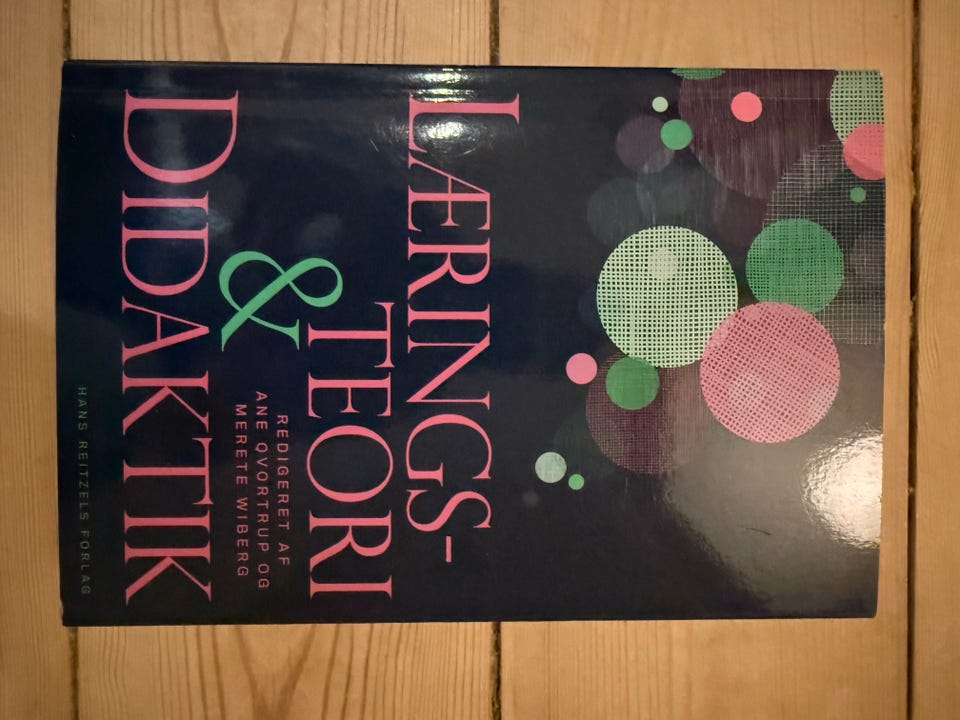 LÆRINGS-
TEORI
&
REDIGERET AF
ANE QVORTRUP OG
MERETE WIBERG
DIDAKTIK
HANS REITZELS FORLAG